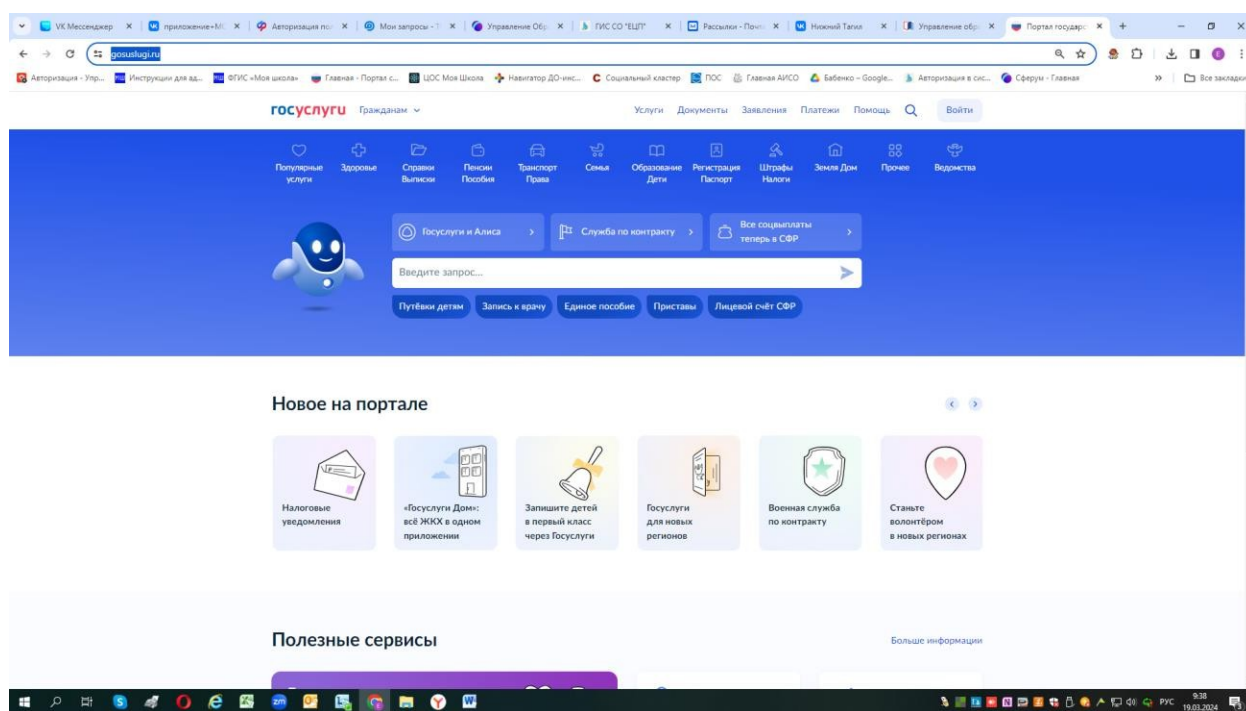 VK Мессенджер
приложение+М
Авторизация пол
Мои запросы - Т
Управление Обр
ГИС СО "ЕЦП"
Рассылки - Почт
Нижний Тагил
Управление обр
Портал государс
gosuslugi.ru
Авторизация - Упр...
Инструкции для ад...
ФГИС «Моя школа»
Главная - Портал с...
ЦОС Моя Школа
Навигатор ДО-инс...
Социальный кластер
ПОС
Главная АИСО
Бабенко – Google...
Авторизация в сис...
Сферум - Главная
Все закладки
госуслуги
Гражданам
Услуги
Документы
Заявления
Платежи
Помощь
Войти
Популярные
услуги
Здоровье
Справки
Выписки
Пенсии
Пособия
Транспорт
Права
Семья
Образование
Дети
Регистрация
Паспорт
Штрафы
Налоги
Земля Дом
Прочее
Ведомства
Госуслуги и Алиса
Служба по контракту
Все соцвыплаты
теперь в СФР
Введите запрос...
Путёвки детям
Запись к врачу
Единое пособие
Приставы
Лицевой счёт СФР
Новое на портале
Налоговые
уведомления
«Госуслуги Дом»:
всё ЖКХ в одном
приложении
Запишите детей
в первый класс
через Госуслуги
Госуслуги
для новых
регионов
Военная служба
по контракту
Станьте
волонтёром
в новых регионах
Полезные сервисы
Больше информации
zm
РУС
9:38
19.03.2024